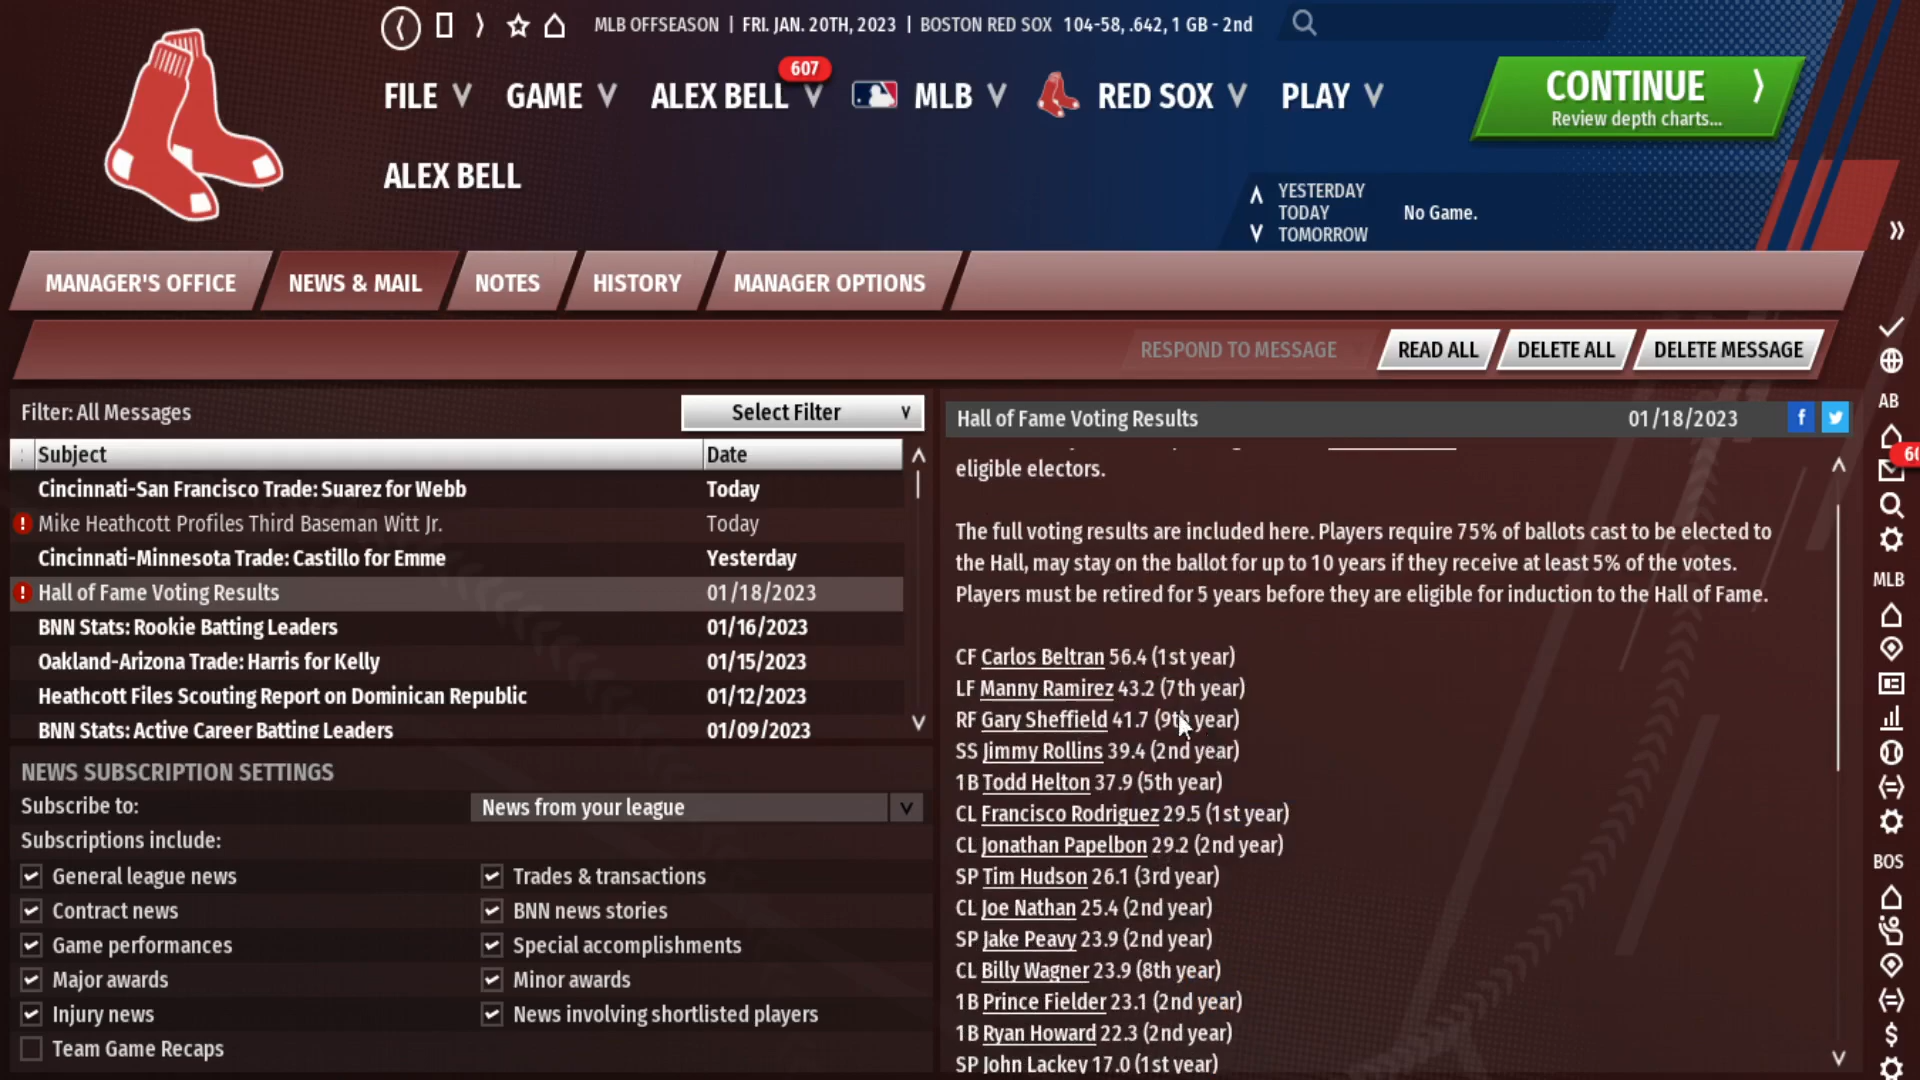 MLB OFFSEASON | FRI. JAN. 20TH, 2023 | BOSTON RED SOX 104-58, .642, 1 GB - 2nd
607
FILE GAME ALEX BELL MLB RED SOX PLAY
CONTINUE
Review depth charts...
ALEX BELL
YESTERDAY
TODAY No Game.
TOMORROW
MANAGER'S OFFICE NEWS & MAIL NOTES HISTORY MANAGER OPTIONS
RESPOND TO MESSAGE READ ALL DELETE ALL DELETE MESSAGE
Filter: All Messages Select Filter
Subject Date
Cincinnati-San Francisco Trade: Suarez for Webb Today
Mike Heathcott Profiles Third Baseman Witt Jr. Today
Cincinnati-Minnesota Trade: Castillo for Emme Yesterday
Hall of Fame Voting Results 01/18/2023
BNN Stats: Rookie Batting Leaders 01/16/2023
Oakland-Arizona Trade: Harris for Kelly 01/15/2023
Heathcott Files Scouting Report on Dominican Republic 01/12/2023
BNN Stats: Active Career Batting Leaders 01/09/2023
NEWS SUBSCRIPTION SETTINGS
Subscribe to: News from your league
Subscriptions include:
General league news Trades & transactions
Contract news BNN news stories
Game performances Special accomplishments
Major awards Minor awards
Injury news News involving shortlisted players
Team Game Recaps
Hall of Fame Voting Results 01/18/2023
eligible electors.
The full voting results are included here. Players require 75% of ballots cast to be elected to
the Hall, may stay on the ballot for up to 10 years if they receive at least 5% of the votes.
Players must be retired for 5 years before they are eligible for induction to the Hall of Fame.
CF Carlos Beltran 56.4 (1st year)
LF Manny Ramirez 43.2 (7th year)
RF Gary Sheffield 41.7 (9th year)
SS Jimmy Rollins 39.4 (2nd year)
1B Todd Helton 37.9 (5th year)
CL Francisco Rodriguez 29.5 (1st year)
CL Jonathan Papelbon 29.2 (2nd year)
SP Tim Hudson 26.1 (3rd year)
CL Joe Nathan 25.4 (2nd year)
SP Jake Peavy 23.9 (2nd year)
CL Billy Wagner 23.9 (8th year)
1B Prince Fielder 23.1 (2nd year)
1B Ryan Howard 22.3 (2nd year)
SP John Lackey 17.0 (1st year)
AB
60
MLB
BOS